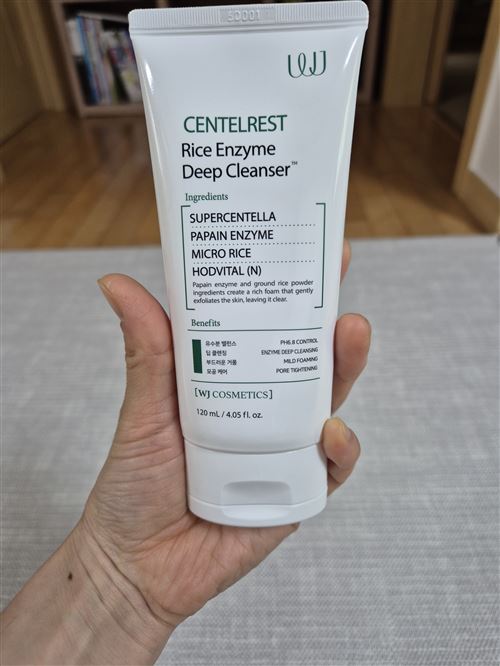 WJ
CENTELREST
Rice Enzyme
Deep Cleanser™
Ingredients
SUPERCENTELLA
PAPAIN ENZYME
MICRO RICE
HODVITAL (N)
Papain enzyme and ground rice powder
ingredients create a rich foam that gently
exfoliates the skin, leaving it clear.
Benefits
유수분 밸런스 PH6.8 CONTROL
딥 클렌징 ENZYME DEEP CLEANSING
부드러운 거품 MILD FOAMING
모공 케어 PORE TIGHTENING
[WJ COSMETICS]
120 mL / 4.05 fl. oz.